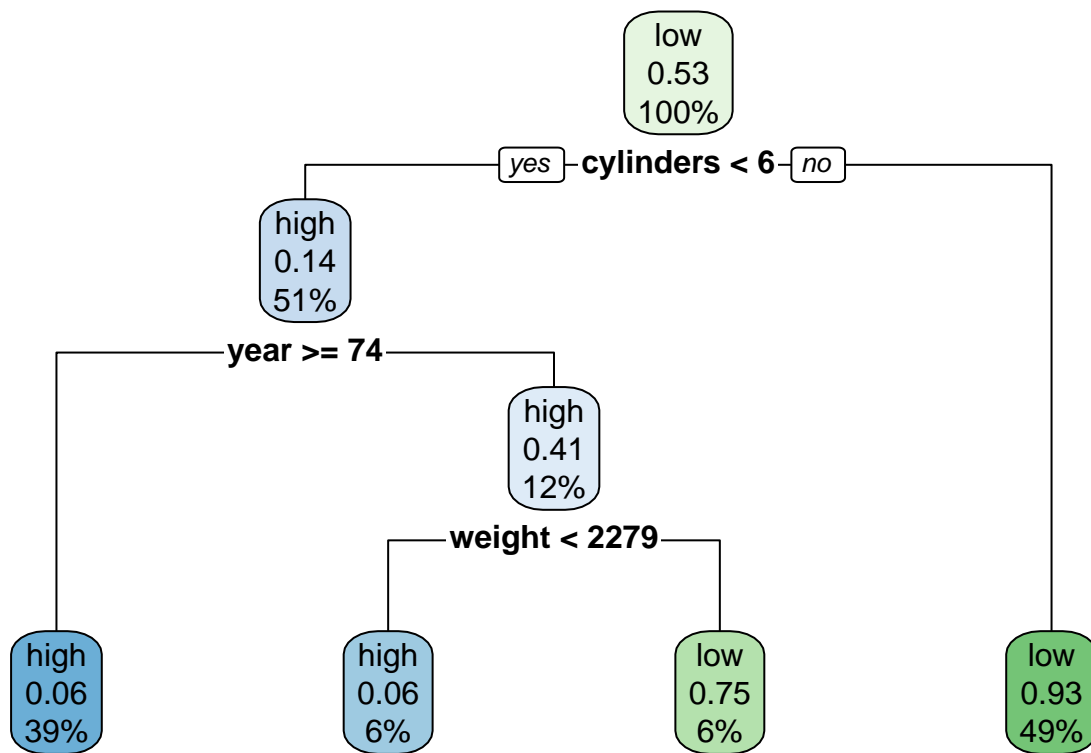 low
0.53
100%
yes cylinders < 6 no
high
0.14
51%
year >= 74
high
0.41
12%
weight < 2279
high
0.06
39%
high
0.06
6%
low
0.75
6%
low
0.93
49%